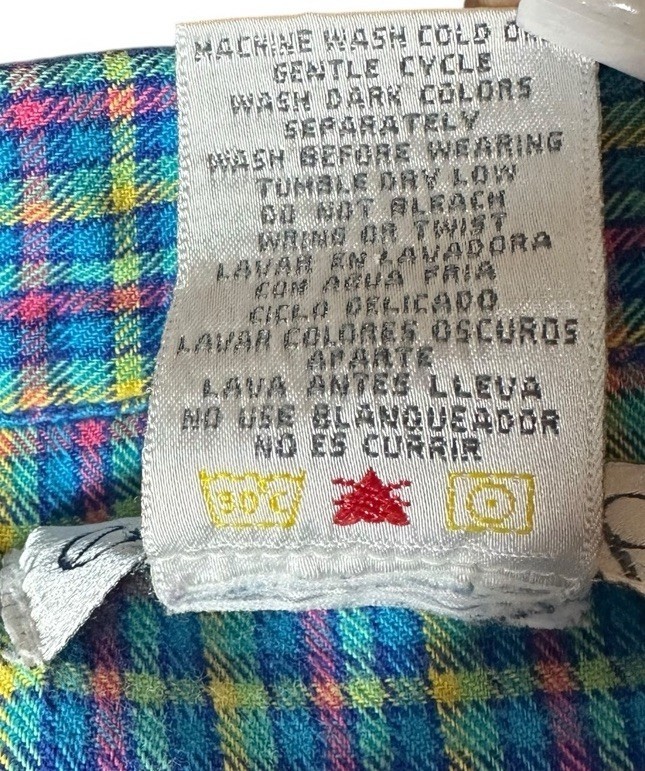 MACHINE WASH COLD ON
GENTLE CYCLE
WASH DARK COLORS
SEPARATELY
WASH BEFORE WEARING
TUMBLE DRY LOW
DO NOT BLEACH
WRING OR TWIST
LAVAR EN LAVADORA
CON AGUA FRIA
CICLO DELICADO
LAVAR COLORES OSCUROS
APARTE
LAVA ANTES LLEVA
NO USE BLANQUEADOR
NO ES CURRIR
30°C